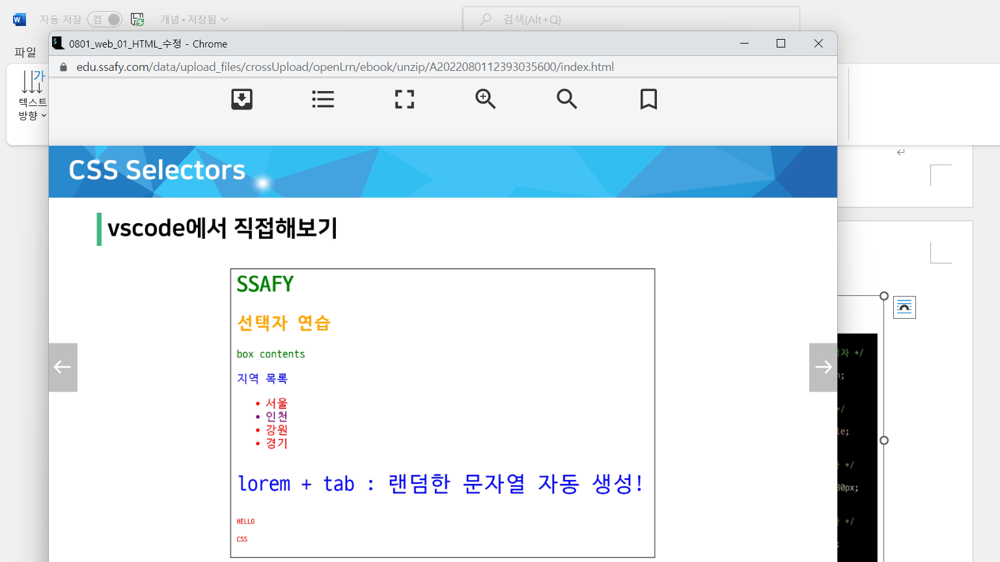 자동 저장 켬 개념 • 저장됨 검색(Alt+Q)
파일
가
텍스트
방향
0801_web_01_HTML_수정 - Chrome
edu.ssafy.com/data/upload_files/crossUpload/openLrn/ebook/unzip/A2022080112393035600/index.html
CSS Selectors
vscode에서 직접해보기
SSAFY
선택자 연습
box contents
지역 목록
• 서울
• 인천
• 강원
• 경기
lorem + tab : 랜덤한 문자열 자동 생성!
HELLO
CSS
자 */
;
*/
le;
*/
30px;
*/
;